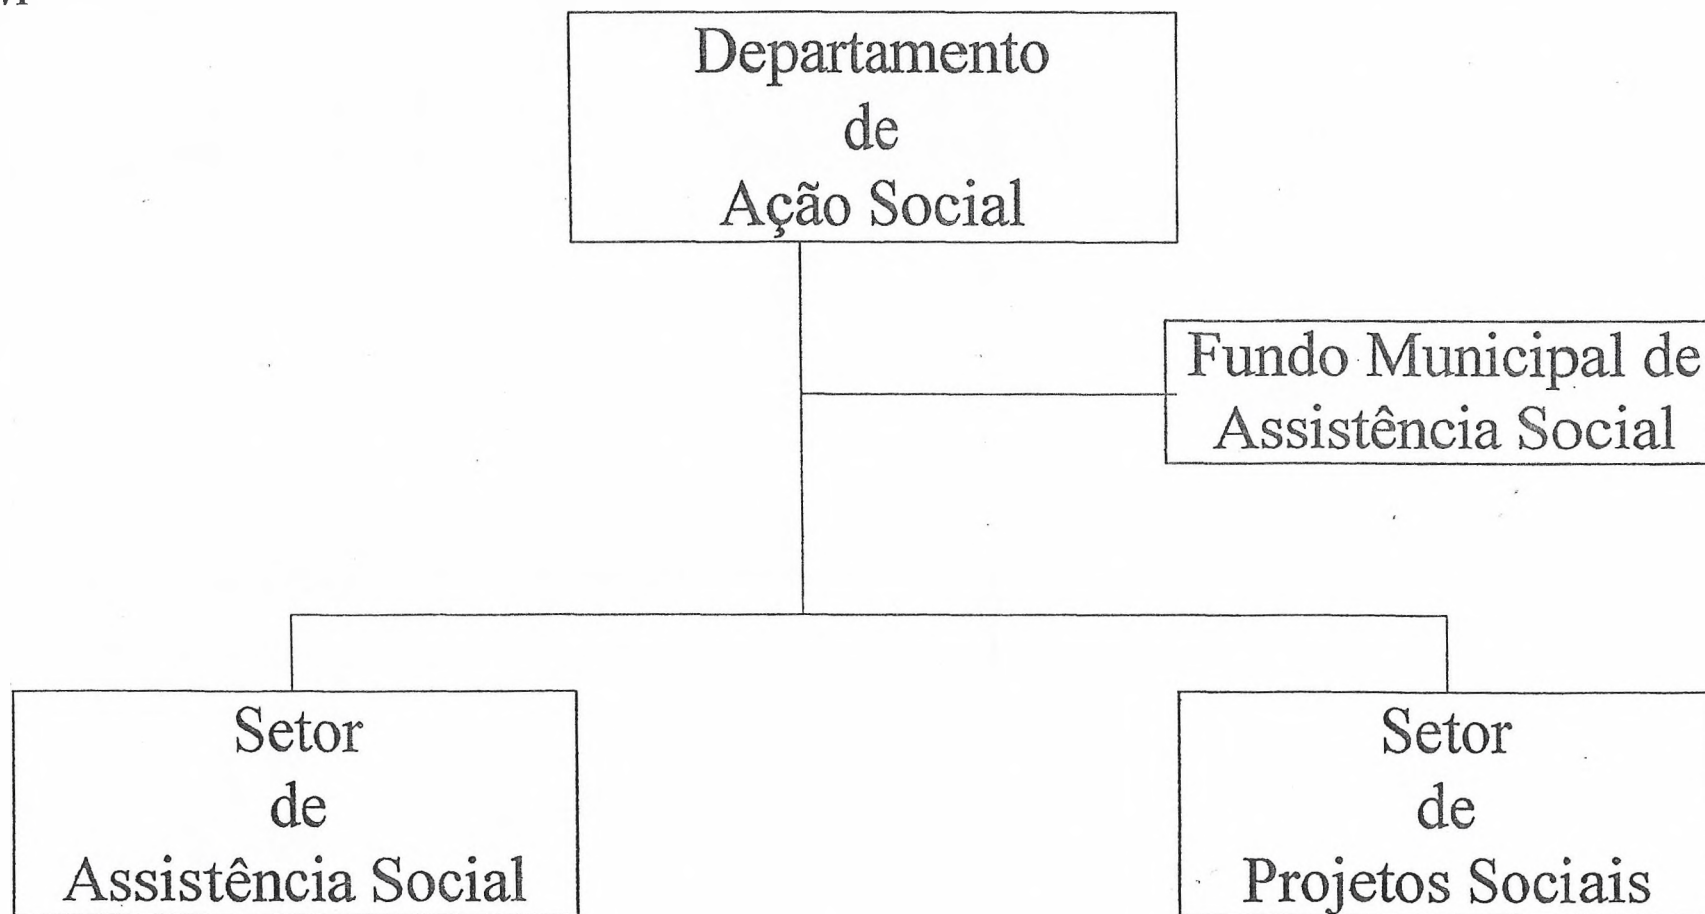 Departamento
de
Ação Social
Fundo Municipal de
Assistência Social
Setor
de
Assistência Social
Setor
de
Projetos Sociais